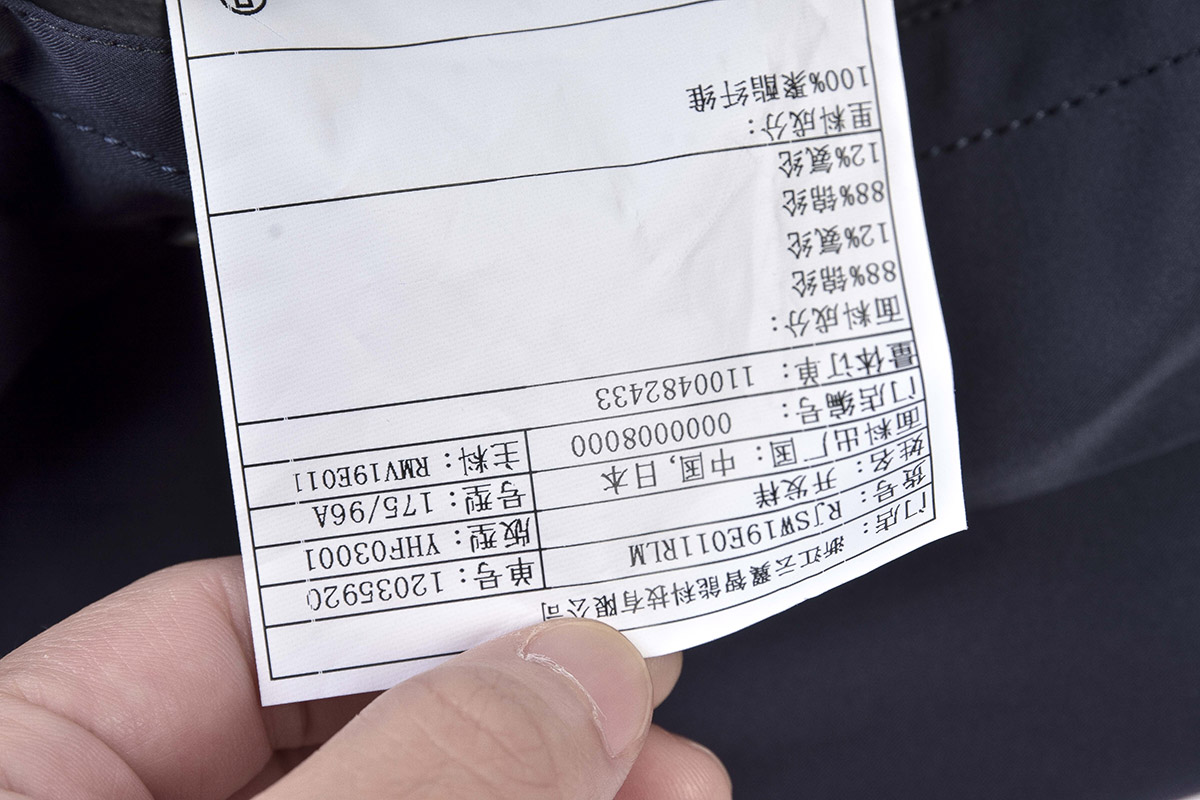 门店： 浙江云翼智能科技有限公司
货号： RJSW19E011RLM 单号：12035920
姓名： 开发样 版型：YHF03001
面料出厂国： 中国,日本 号型：175/96A
门店编号： 000008000 主料：RMV19E011
量体订单： 1100482433
面料成分：
88%锦纶
12%氨纶
88%锦纶
12%氨纶
里料成分：
100%聚酯纤维